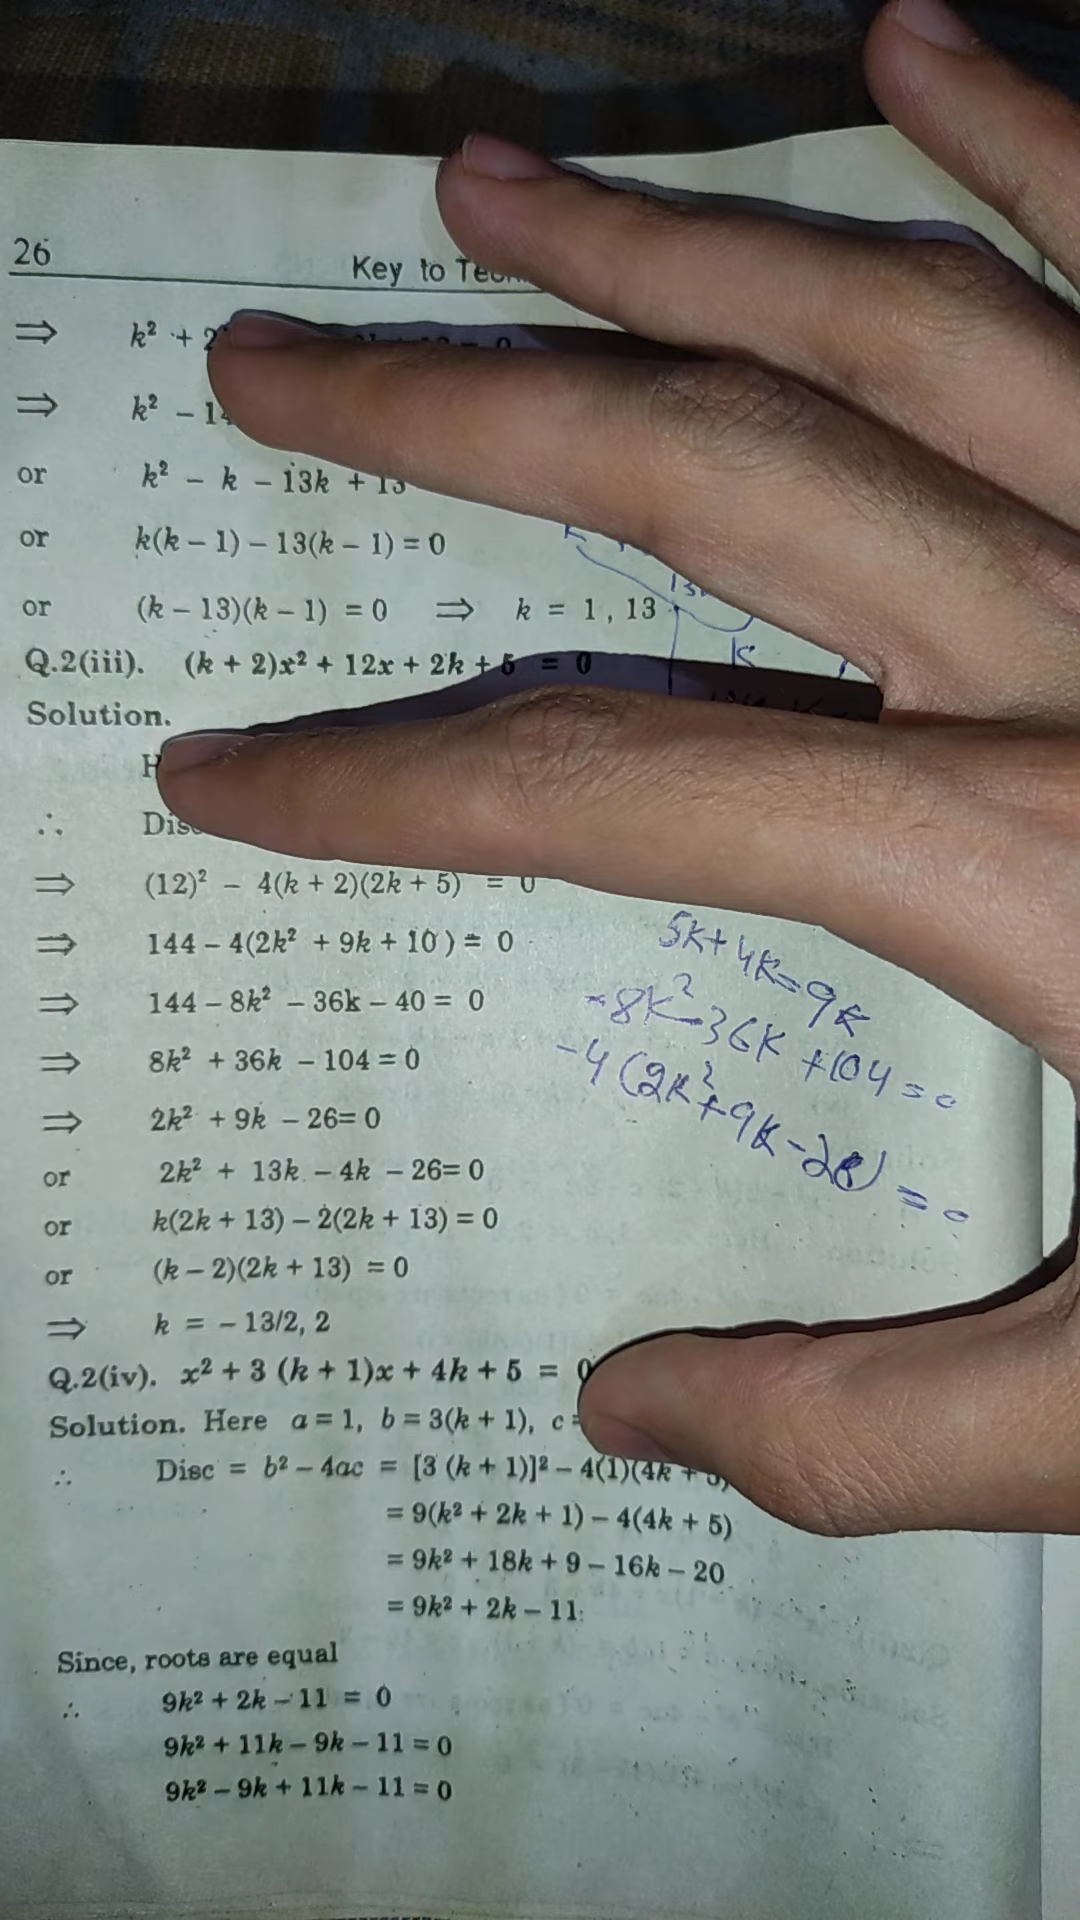 26
Key to
⇒ k² + 2
⇒ k² – 14
or k² – k – 13k + 13
or k(k – 1) – 13(k – 1) = 0
or (k – 13)(k – 1) = 0 ⇒ k = 1, 13
Q.2(iii). (k + 2)x² + 12x + 2k + 5 = 0
Solution.
∴
⇒ (12)² – 4(k + 2)(2k + 5) = 0
⇒ 144 – 4(2k² + 9k + 10) = 0
⇒ 144 – 8k² – 36k – 40 = 0
⇒ 8k² + 36k – 104 = 0
⇒ 2k² + 9k – 26= 0
or 2k² + 13k – 4k – 26= 0
or k(2k + 13) – 2(2k + 13) = 0
or (k – 2)(2k + 13) = 0
⇒ k = – 13/2, 2
5k+4k=9k
-8k²-36k +104=0
-4(2k²+9k-26)=0
Q.2(iv). x² + 3 (k + 1)x + 4k + 5 = 0
Solution. Here a = 1, b = 3(k + 1), c =
∴ Disc = b² – 4ac = [3 (k + 1)]² – 4(1)(4k + 5)
= 9(k² + 2k + 1) – 4(4k + 5)
= 9k² + 18k + 9 – 16k – 20
= 9k² + 2k – 11
Since, roots are equal
∴ 9k² + 2k – 11 = 0
9k² + 11k – 9k – 11 = 0
9k² – 9k + 11k – 11 = 0